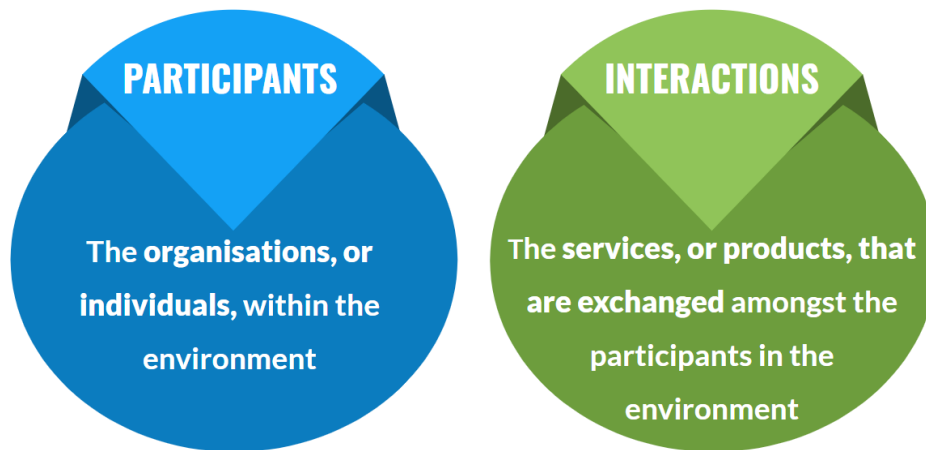 PARTICIPANTS
The organisations, or
individuals, within the
environment
INTERACTIONS
The services, or products, that
are exchanged amongst the
participants in the
environment